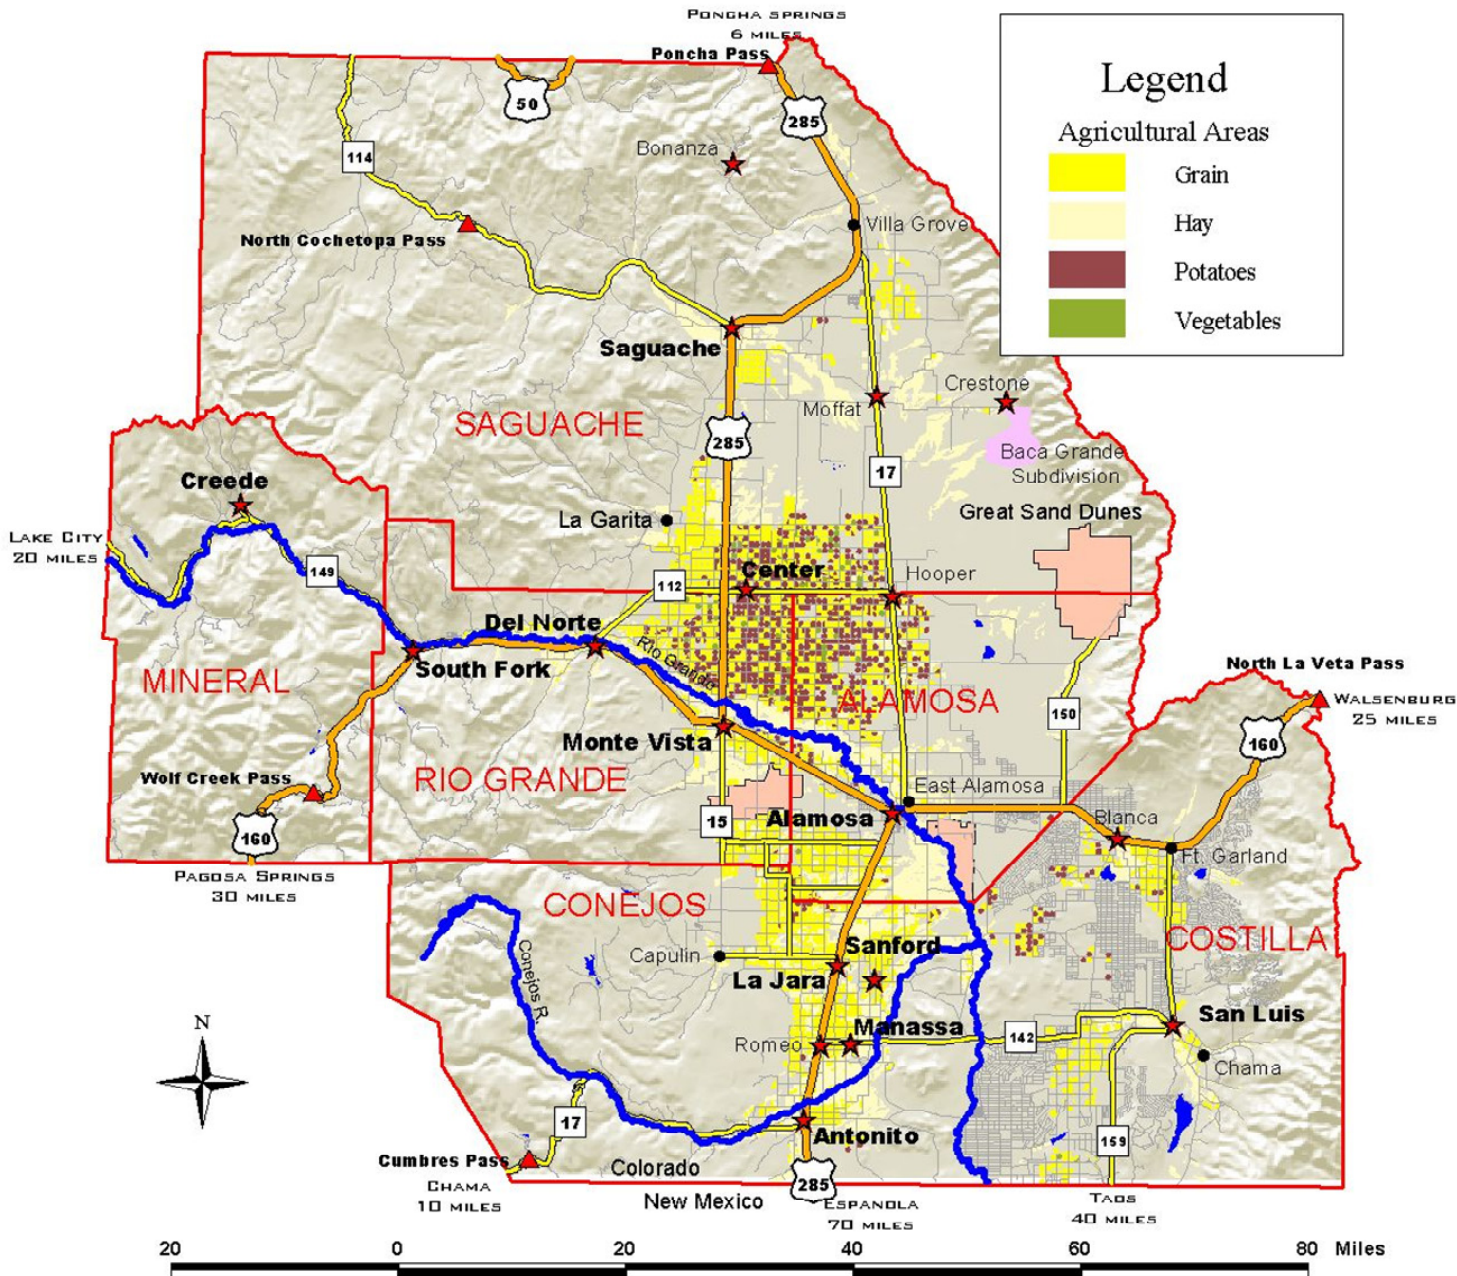 PONCHA SPRINGS
6 MILES
Poncha Pass
Legend
Agricultural Areas
Grain
Hay
Potatoes
Vegetables
50
285
114
Bonanza
North Cochetopa Pass
Villa Grove
Saguache
Crestone
Moffat
SAGUACHE
285
17
Baca Grande
Subdivision
Creede
La Garita
Great Sand Dunes
LAKE CITY
20 MILES
149
112
Center
Hooper
Del Norte
Rio Grande
South Fork
MINERAL
ALAMOSA
North La Veta Pass
WALSENBURG
25 MILES
150
160
Monte Vista
Wolf Creek Pass
RIO GRANDE
East Alamosa
15
Alamosa
Blanca
160
Ft. Garland
PAGOSA SPRINGS
30 MILES
CONEJOS
COSTILLA
Sanford
Capulin
Conejos R.
La Jara
San Luis
Manassa
N
Romeo
142
Chama
17
Antonito
159
Cumbres Pass
Colorado
285
CHAMA
10 MILES
New Mexico
ESPANOLA
70 MILES
TAOS
40 MILES
20 0 20 40 60 80 Miles